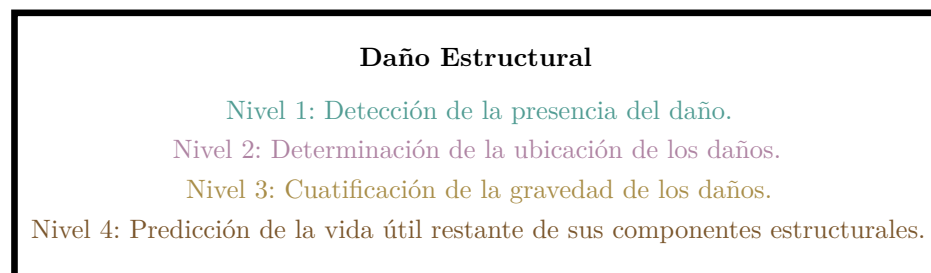 Daño Estructural
Nivel 1: Detección de la presencia del daño.
Nivel 2: Determinación de la ubicación de los daños.
Nivel 3: Cuatificación de la gravedad de los daños.
Nivel 4: Predicción de la vida útil restante de sus componentes estructurales.